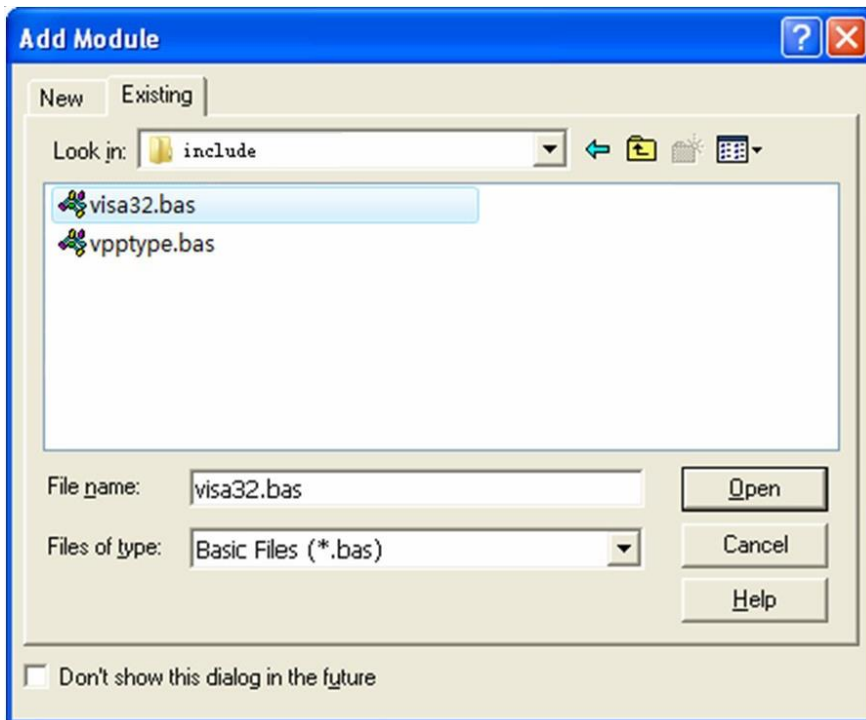 Add Module
New Existing
Look in: include
visa32.bas
vpptype.bas
File name: visa32.bas Open
Files of type: Basic Files (*.bas) Cancel
Help
Don't show this dialog in the future